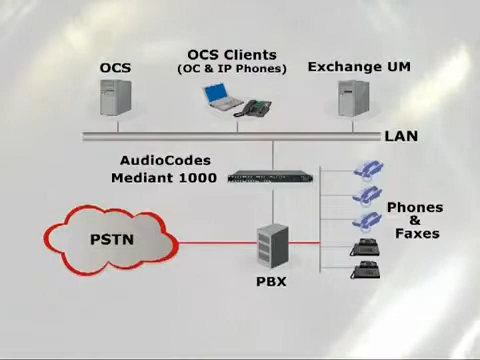 OCS
OCS Clients
(OC & IP Phones)
Exchange UM
LAN
AudioCodes
Mediant 1000
Phones
&
Faxes
PSTN
PBX